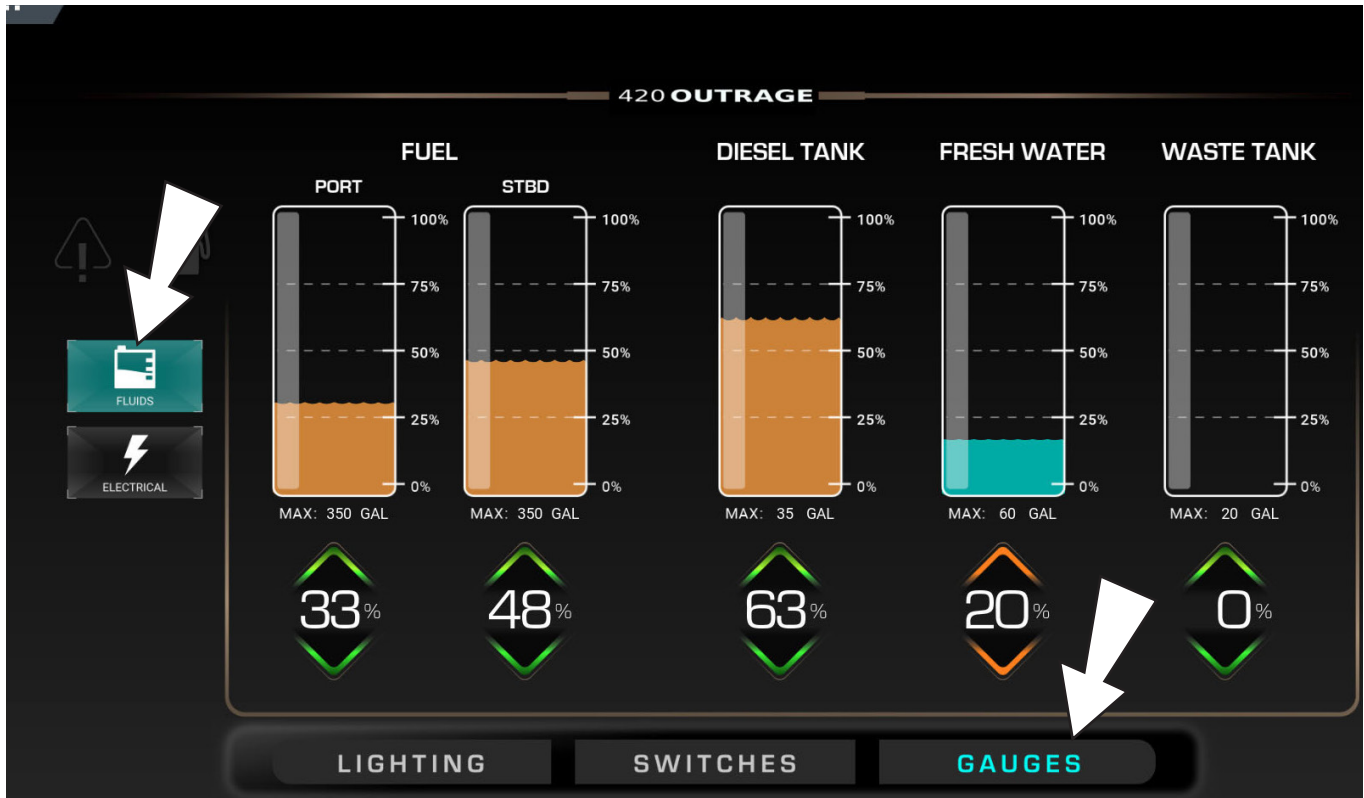 420 OUTRAGE
FUEL
DIESEL TANK
FRESH WATER
WASTE TANK
PORT
STBD
100%
75%
50%
25%
0%
100%
75%
50%
25%
0%
100%
75%
50%
25%
0%
100%
75%
50%
25%
0%
100%
75%
50%
25%
0%
FLUIDS
ELECTRICAL
MAX: 350 GAL
MAX: 350 GAL
MAX: 35 GAL
MAX: 60 GAL
MAX: 20 GAL
33%
48%
63%
20%
0%
LIGHTING
SWITCHES
GAUGES